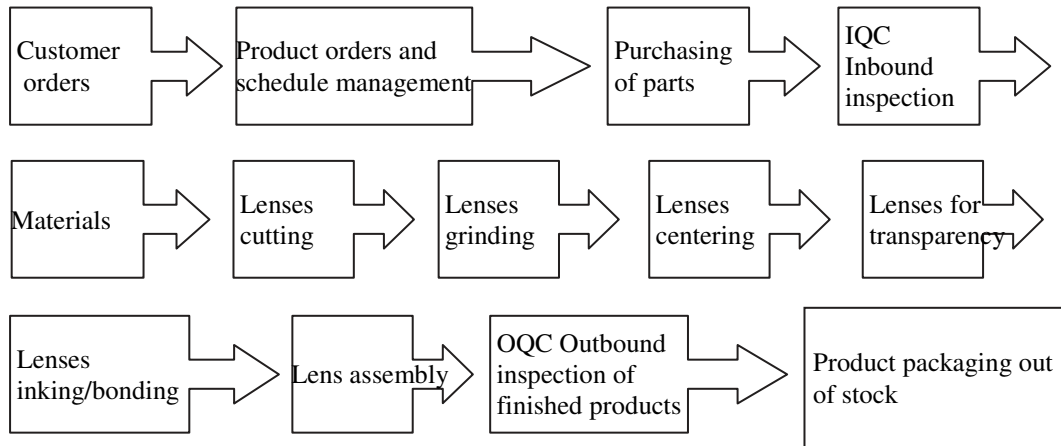 Customer
orders
Product orders and
schedule management
Purchasing
of parts
IQC
Inbound
inspection
Materials
Lenses
cutting
Lenses
grinding
Lenses
centering
Lenses for
transparency
Lenses
inking/bonding
Lens assembly
OQC Outbound
inspection of
finished products
Product packaging out
of stock